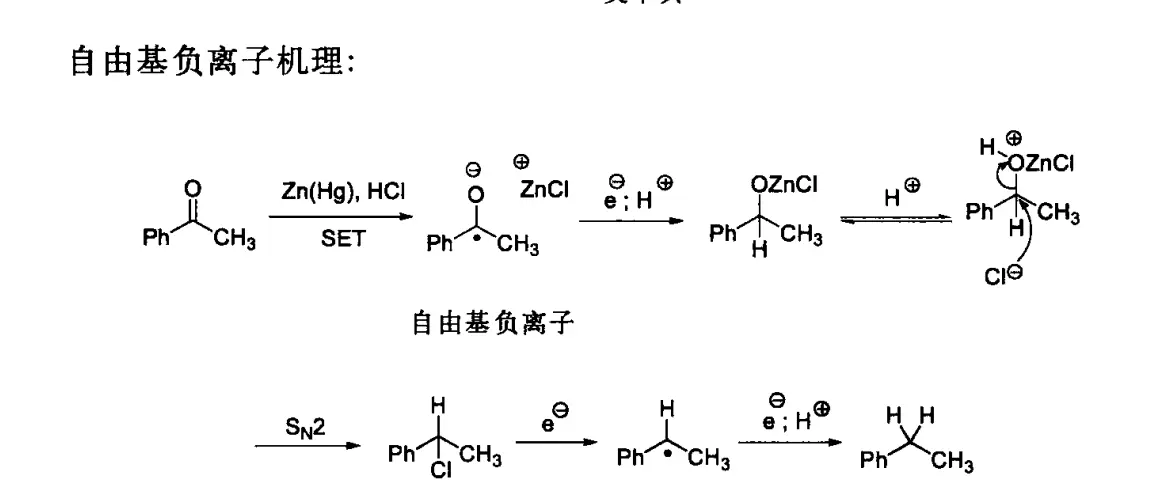 自由基负离子机理:
O
Ph CH₃
Zn(Hg), HCl
SET
⊖ ⊕
O ZnCl
Ph • CH₃
自由基负离子
e⊖ ; H⊕
OZnCl
Ph CH₃
H
H⊕
H ⊕
OZnCl
Ph CH₃
H
Cl⊖
S_N2
H
Ph CH₃
Cl
e⊖
H
Ph • CH₃
e⊖ ; H⊕
H H
Ph CH₃